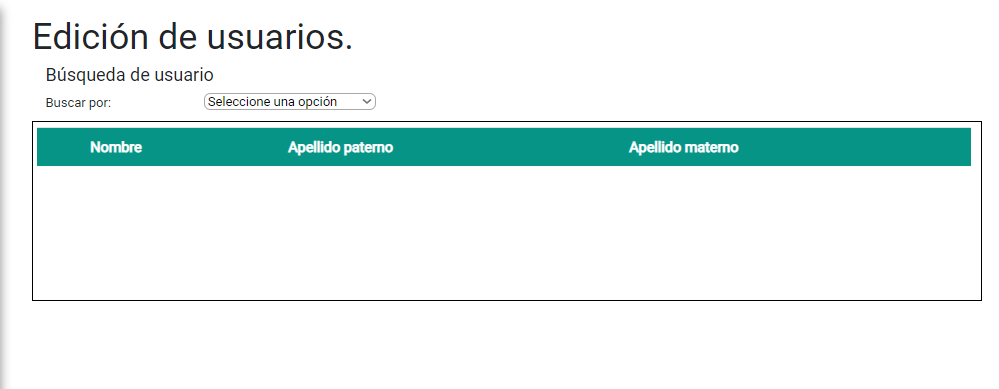 Edición de usuarios.
Búsqueda de usuario
Buscar por: Seleccione una opción
Nombre Apellido paterno Apellido materno